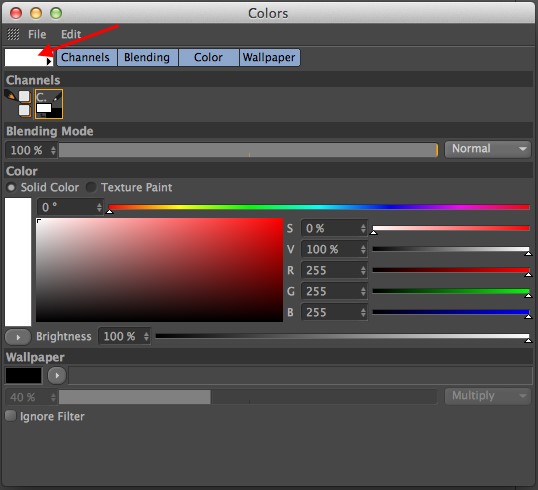 Colors
File Edit
Channels Blending Color Wallpaper
Channels
C.
Blending Mode
100 % Normal
Color
Solid Color Texture Paint
0 °
S 0 %
V 100 %
R 255
G 255
B 255
Brightness 100 %
Wallpaper
40 % Multiply
Ignore Filter